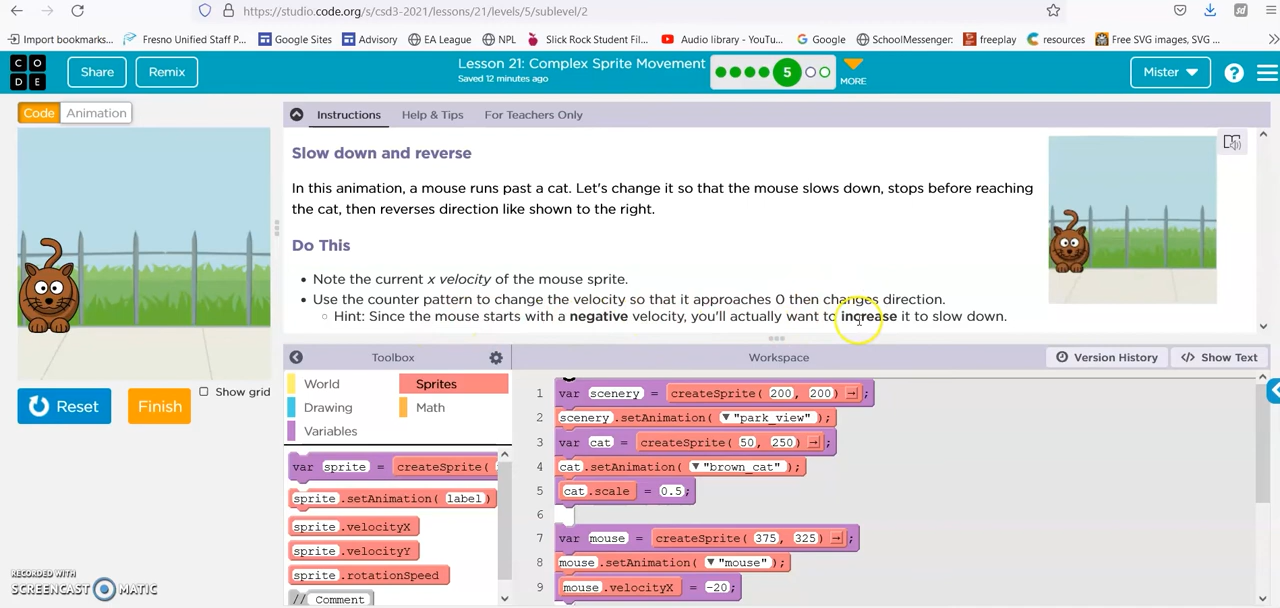 https://studio.code.org/s/csd3-2021/lessons/21/levels/5/sublevel/2
Import bookmarks... Fresno Unified Staff P... Google Sites Advisory EA League NPL Slick Rock Student Fil... Audio library - YouTu... Google SchoolMessenger: freeplay resources Free SVG images, SVG ...
C O D E
Share
Remix
Lesson 21: Complex Sprite Movement
Saved 12 minutes ago
5
MORE
Mister
?
Code Animation
Instructions Help & Tips For Teachers Only
Slow down and reverse
In this animation, a mouse runs past a cat. Let's change it so that the mouse slows down, stops before reaching
the cat, then reverses direction like shown to the right.
Do This
• Note the current x velocity of the mouse sprite.
• Use the counter pattern to change the velocity so that it approaches 0 then changes direction.
◦ Hint: Since the mouse starts with a negative velocity, you'll actually want to increase it to slow down.
Toolbox
Workspace
Version History
</> Show Text
Reset
Finish
Show grid
World
Sprites
Drawing
Math
Variables
var sprite = createSprite(
sprite.setAnimation( label)
sprite.velocityX
sprite.velocityY
sprite.rotationSpeed
// Comment
1 var scenery = createSprite( 200, 200) ;
2 scenery.setAnimation( "park_view");
3 var cat = createSprite( 50, 250) ;
4 cat.setAnimation( "brown_cat");
5 cat.scale = 0.5;
6
7 var mouse = createSprite( 375, 325) ;
8 mouse.setAnimation( "mouse");
9 mouse.velocityX = -20;
RECORDED WITH
SCREENCAST MATIC